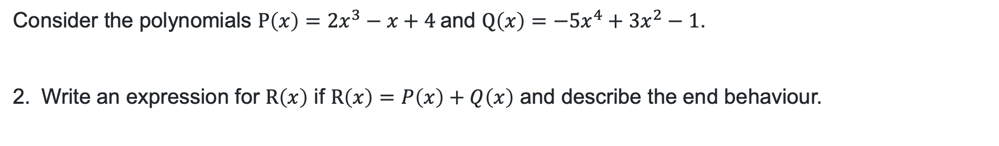 Consider the polynomials P(x) = 2x³ − x + 4 and Q(x) = −5x⁴ + 3x² − 1.
2. Write an expression for R(x) if R(x) = P(x) + Q(x) and describe the end behaviour.